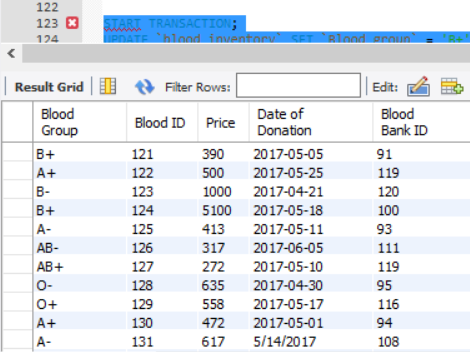 122
123 START TRANSACTION;
124 UPDATE `blood inventory` SET `Blood group` = 'B+'
Result Grid Filter Rows: Edit:
Blood Group Blood ID Price Date of Donation Blood Bank ID
B+ 121 390 2017-05-05 91
A+ 122 500 2017-05-25 119
B- 123 1000 2017-04-21 120
B+ 124 5100 2017-05-18 100
A- 125 413 2017-05-11 93
AB- 126 317 2017-06-05 111
AB+ 127 272 2017-05-10 119
O- 128 635 2017-04-30 95
O+ 129 558 2017-05-17 116
A+ 130 472 2017-05-01 94
A- 131 617 5/14/2017 108